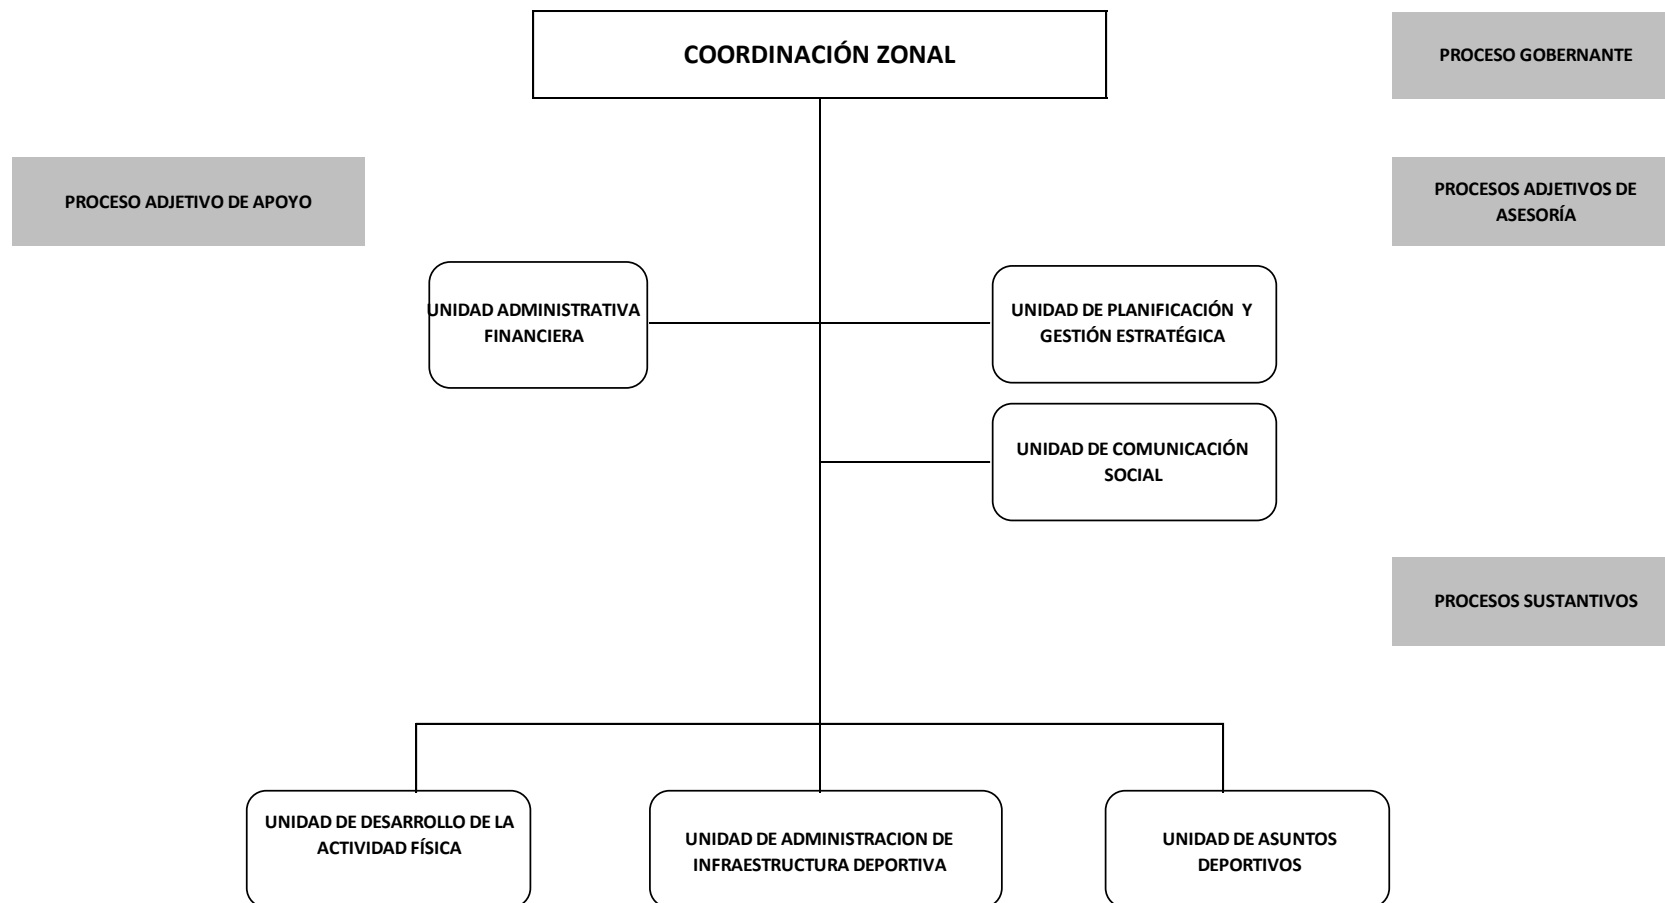 COORDINACIÓN ZONAL
PROCESO GOBERNANTE
PROCESO ADJETIVO DE APOYO
PROCESOS ADJETIVOS DE
ASESORÍA
UNIDAD ADMINISTRATIVA
FINANCIERA
UNIDAD DE PLANIFICACIÓN Y
GESTIÓN ESTRATÉGICA
UNIDAD DE COMUNICACIÓN
SOCIAL
PROCESOS SUSTANTIVOS
UNIDAD DE DESARROLLO DE LA
ACTIVIDAD FÍSICA
UNIDAD DE ADMINISTRACION DE
INFRAESTRUCTURA DEPORTIVA
UNIDAD DE ASUNTOS
DEPORTIVOS